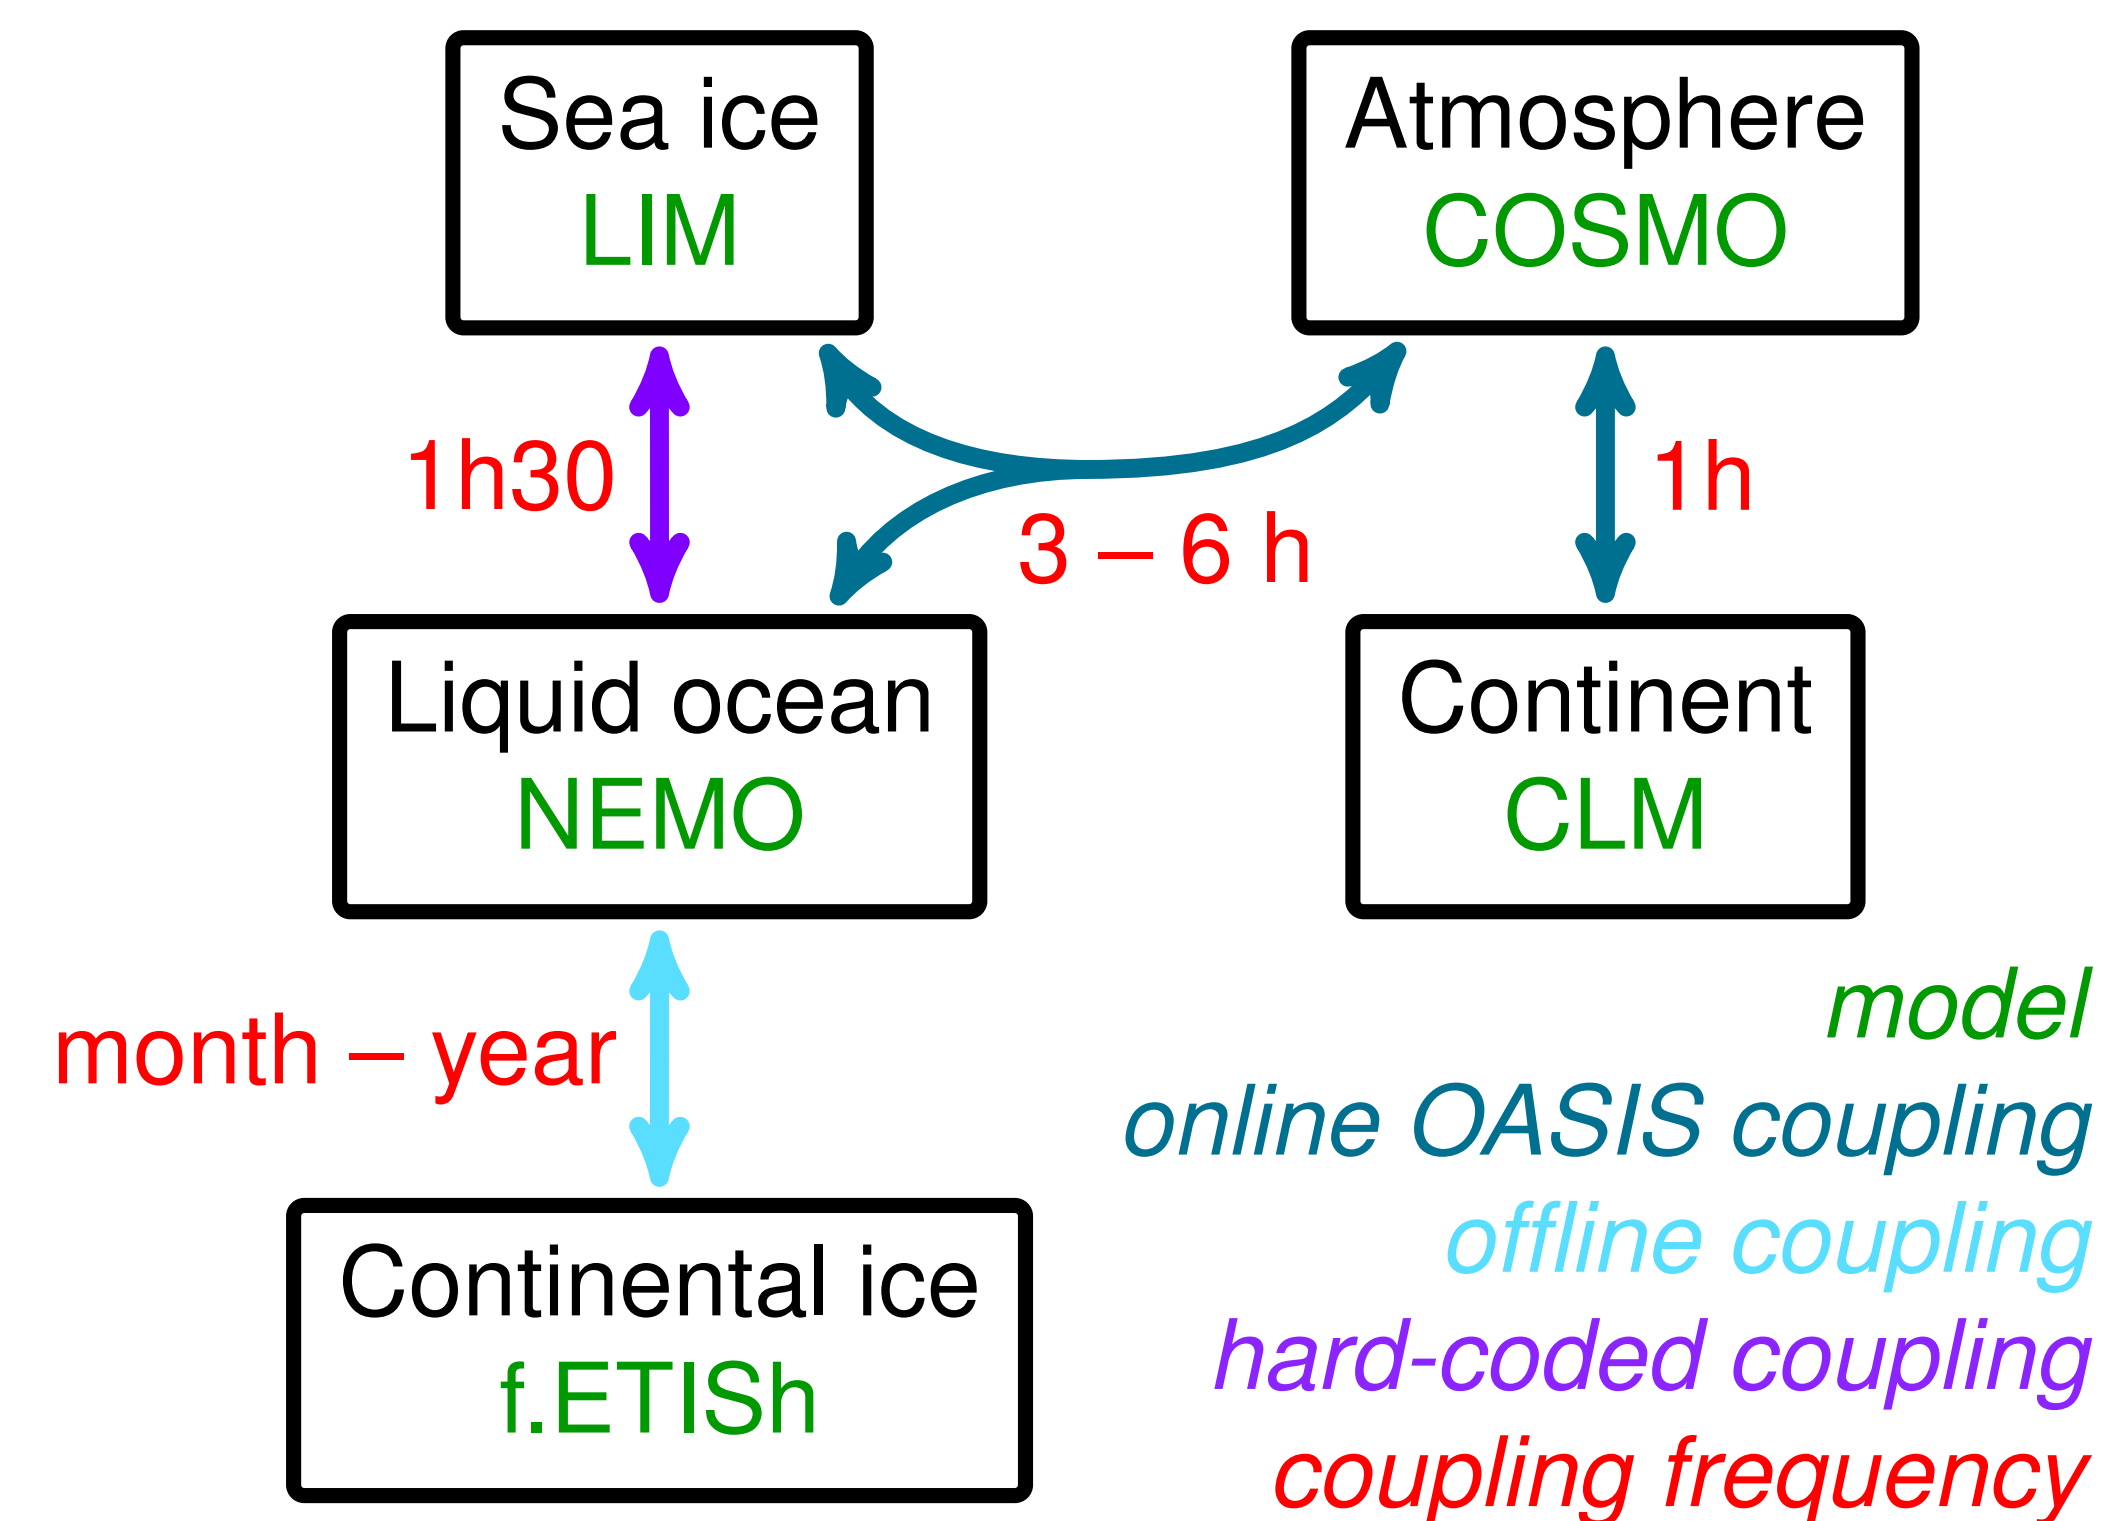 Sea ice
LIM
Atmosphere
COSMO
1h30
3 – 6 h
1h
Liquid ocean
NEMO
Continent
CLM
month – year
Continental ice
f.ETISh
model
online OASIS coupling
offline coupling
hard-coded coupling
coupling frequency